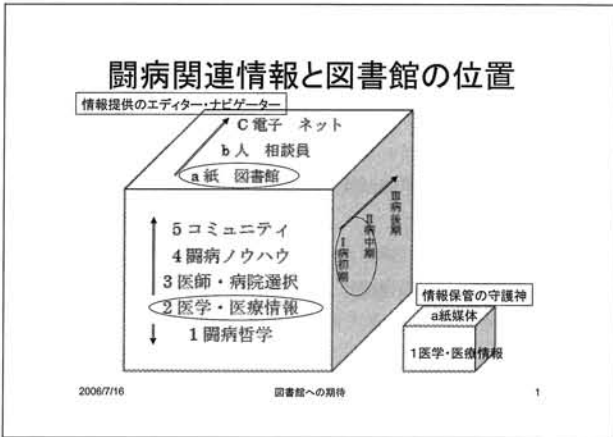 闘病関連情報と図書館の位置
情報提供のエディター・ナビゲーター
C 電子 ネット
b 人 相談員
a 紙 図書館
5 コミュニティ
4 闘病ノウハウ
3 医師・病院選択
2 医学・医療情報
1 闘病哲学
Ⅰ病初期
Ⅱ病中期
Ⅲ病後期
情報保管の守護神
a紙媒体
1医学・医療情報
2006/7/16
図書館への期待
1